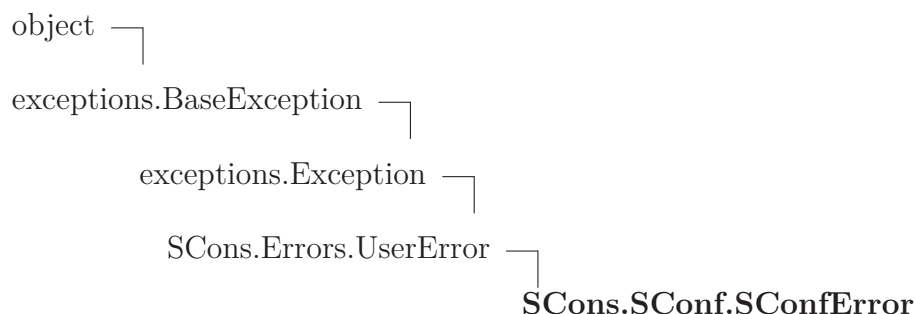 object
exceptions.BaseException
exceptions.Exception
SCons.Errors.UserError
SCons.SConf.SConfError